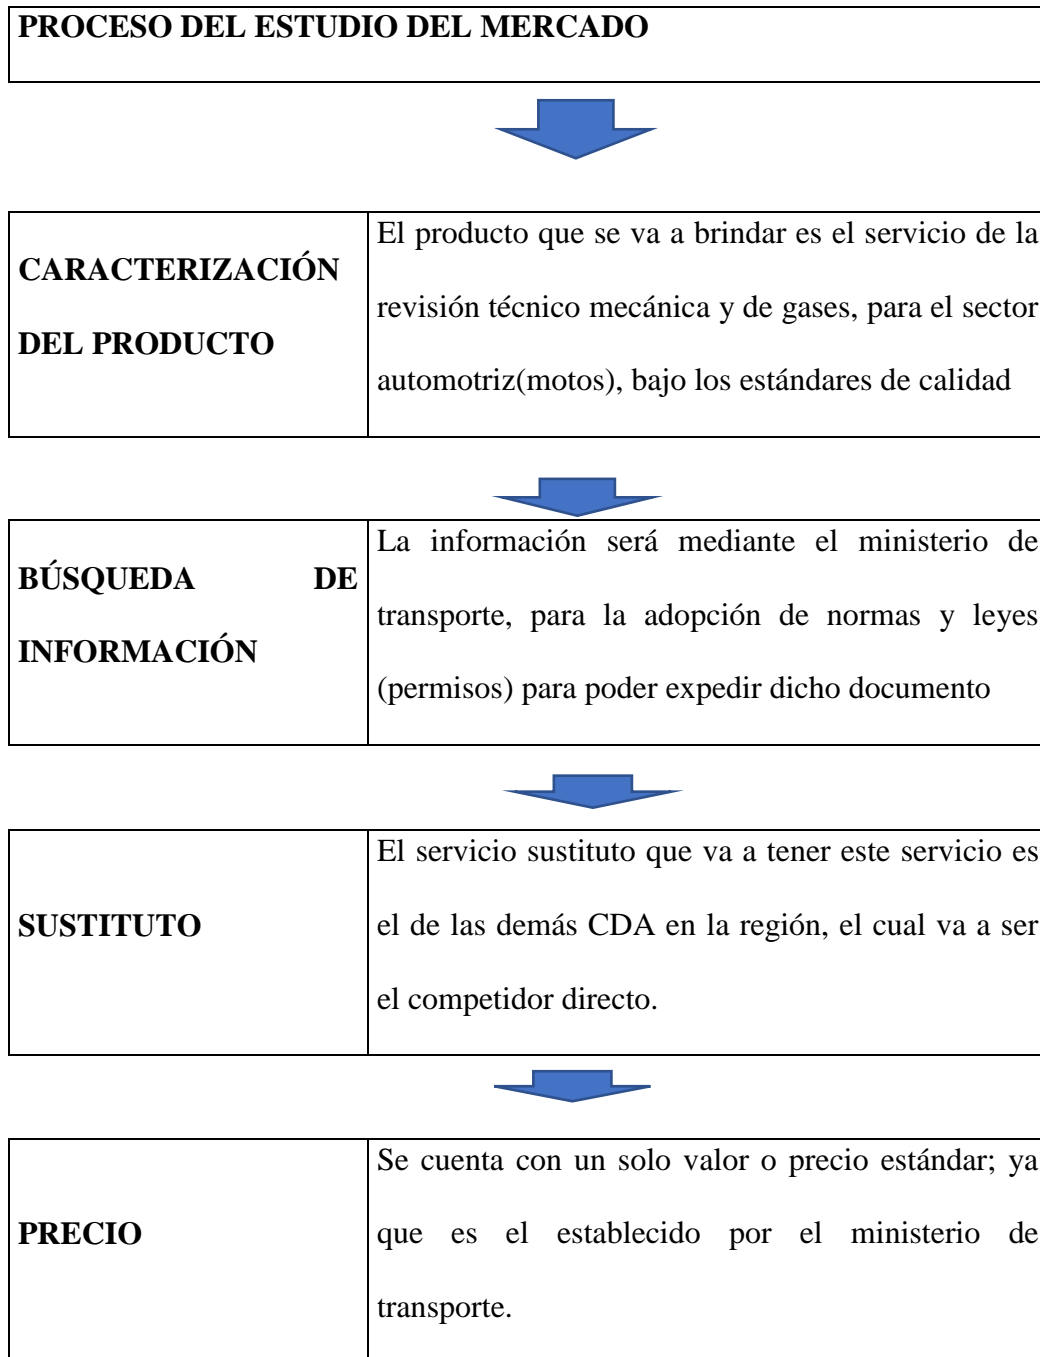 PROCESO DEL ESTUDIO DEL MERCADO
CARACTERIZACIÓN
DEL PRODUCTO
El producto que se va a brindar es el servicio de la
revisión técnico mecánica y de gases, para el sector
automotriz(motos), bajo los estándares de calidad
BÚSQUEDA DE
INFORMACIÓN
La información será mediante el ministerio de
transporte, para la adopción de normas y leyes
(permisos) para poder expedir dicho documento
SUSTITUTO
El servicio sustituto que va a tener este servicio es
el de las demás CDA en la región, el cual va a ser
el competidor directo.
PRECIO
Se cuenta con un solo valor o precio estándar; ya
que es el establecido por el ministerio de
transporte.